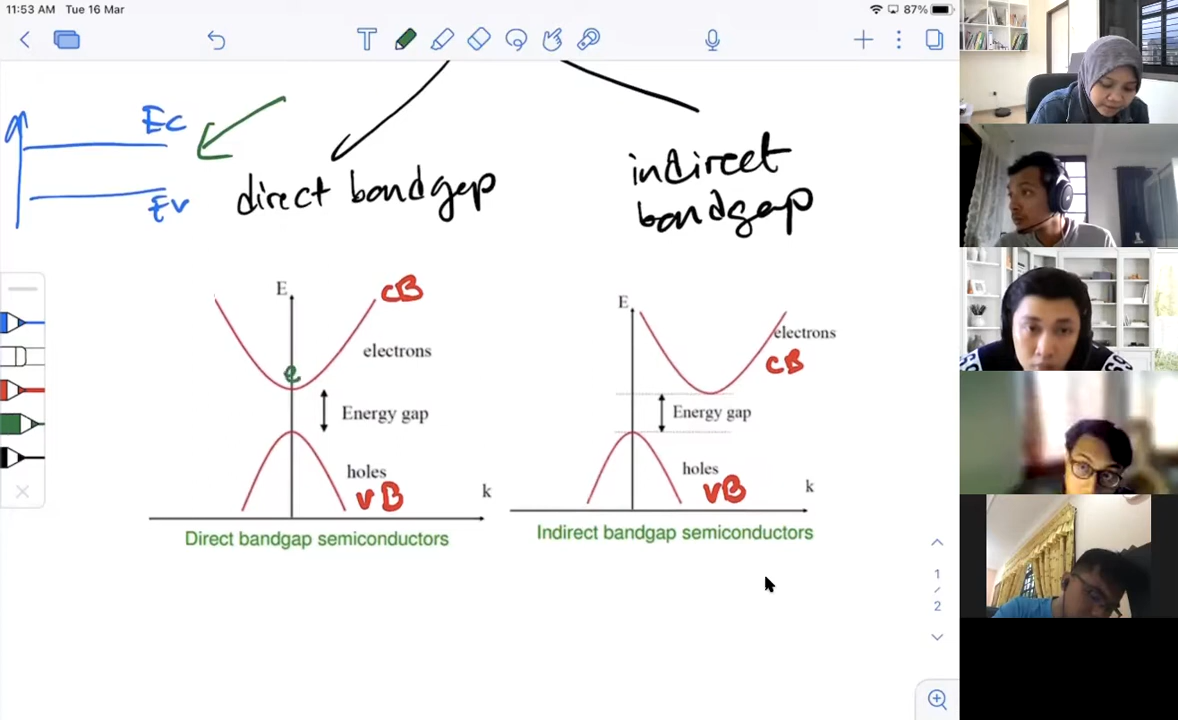 11:53 AM Tue 16 Mar
87%
T
Ec
Ev
direct bandgap
indirect
bandgap
E
CB
electrons
e
Energy gap
holes
VB
k
Direct bandgap semiconductors
E
electrons
CB
Energy gap
holes
VB
k
Indirect bandgap semiconductors
1
/
2